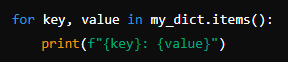 for key, value in my_dict.items():
    print(f"{key}: {value}")